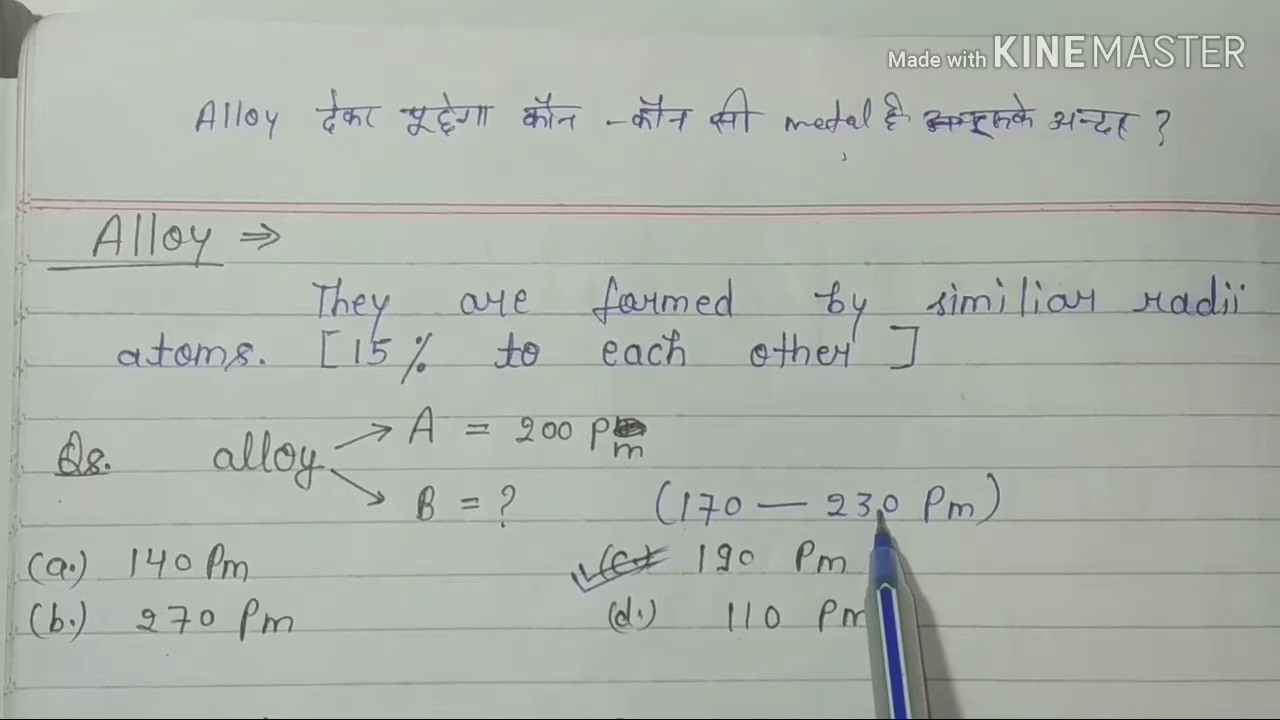 Made with KINEMASTER
Alloy देकर पूछेगा कौन - कौन सी metal है इसके अन्दर ?
Alloy ⇒
They are formed by similiar radii
atoms. [15% to each other]
Qs. alloy → A = 200 Pm
→ B = ? (170 — 230 Pm)
(a.) 140 Pm (c.) 190 Pm
(b.) 270 Pm (d.) 110 Pm